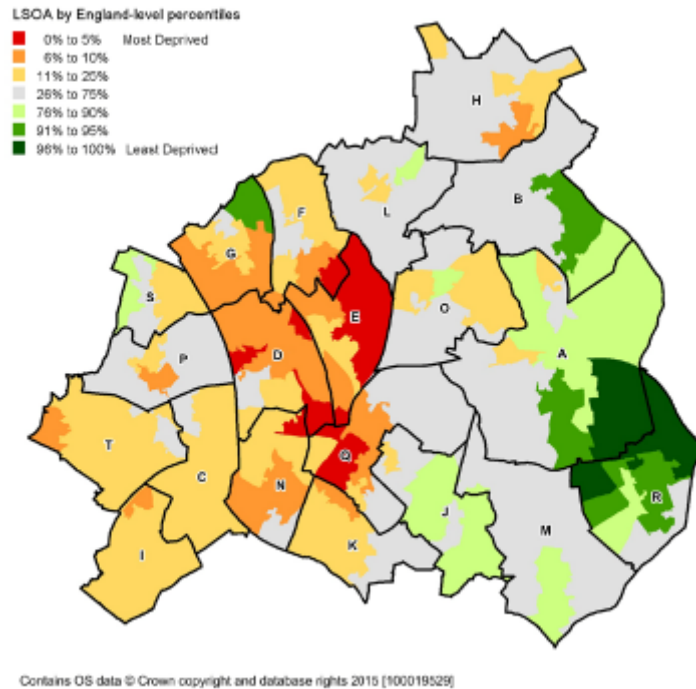 LSOA by England-level percentiles
0% to 5% Most Deprived
6% to 10%
11% to 25%
26% to 75%
76% to 90%
91% to 95%
96% to 100% Least Deprived
H
B
F
L
G
S
E
O
D
P
A
T
Q
C
N
R
J
M
K
I
Contains OS data © Crown copyright and database rights 2015 [100019529]